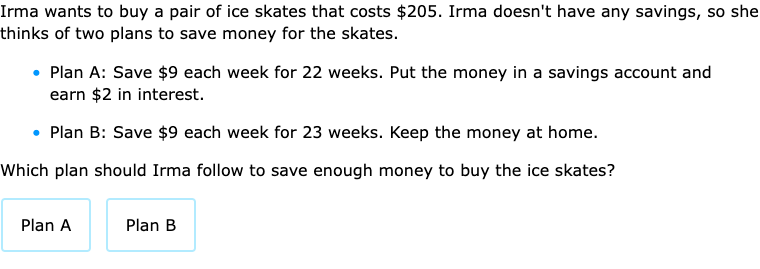 Irma wants to buy a pair of ice skates that costs $205. Irma doesn't have any savings, so she
thinks of two plans to save money for the skates.
• Plan A: Save $9 each week for 22 weeks. Put the money in a savings account and
earn $2 in interest.
• Plan B: Save $9 each week for 23 weeks. Keep the money at home.
Which plan should Irma follow to save enough money to buy the ice skates?
Plan A
Plan B